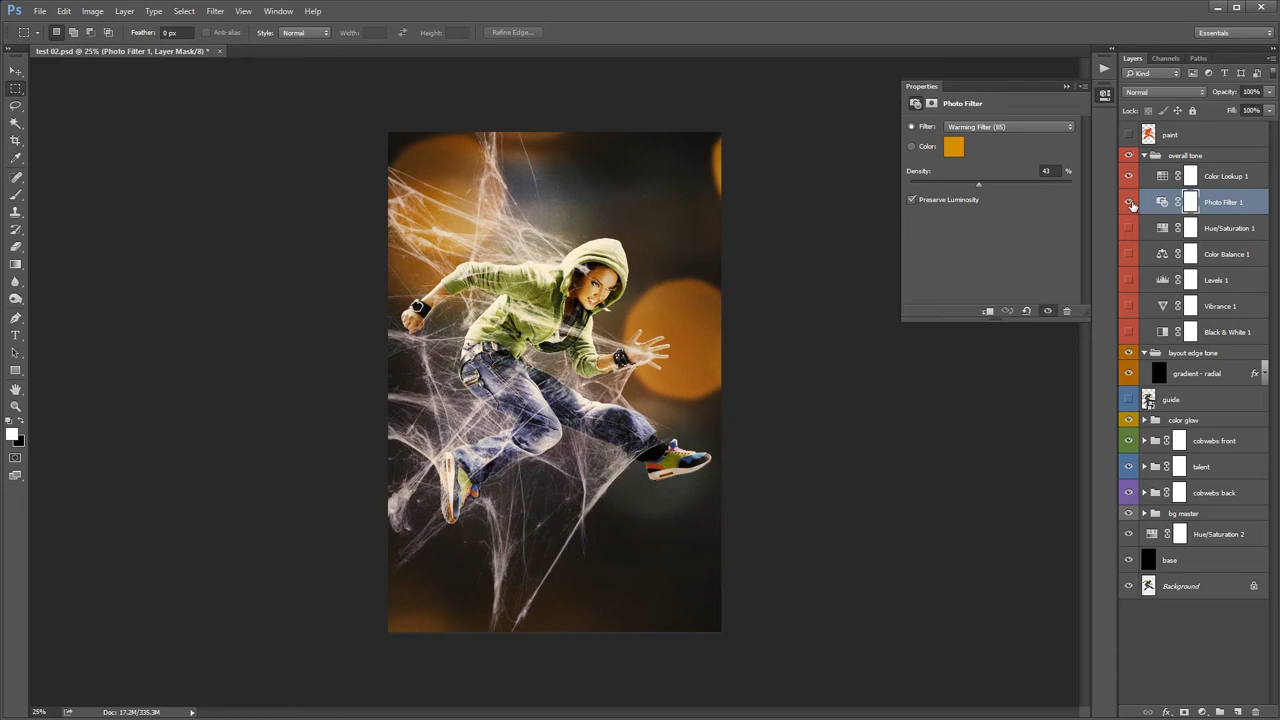 Ps File Edit Image Layer Type Select Filter View Window Help
Feather: 0 px Anti-alias Style: Normal Width: Height: Refine Edge... Essentials
test 02.psd @ 25% (Photo Filter 1, Layer Mask/8) * ×
Layers Channels Paths
Kind
Normal Opacity: 100%
Lock: Fill: 100%
Properties
Photo Filter
Filter: Warming Filter (85)
Color:
Density: 43 %
Preserve Luminosity
paint
overall tone
Color Lookup 1
Photo Filter 1
Hue/Saturation 1
Color Balance 1
Levels 1
Vibrance 1
Black & White 1
layout edge tone
gradient - radial fx
guide
color glow
cobwebs front
talent
cobwebs back
bg master
Hue/Saturation 2
base
Background
25% Doc: 17.2M/335.3M
fx